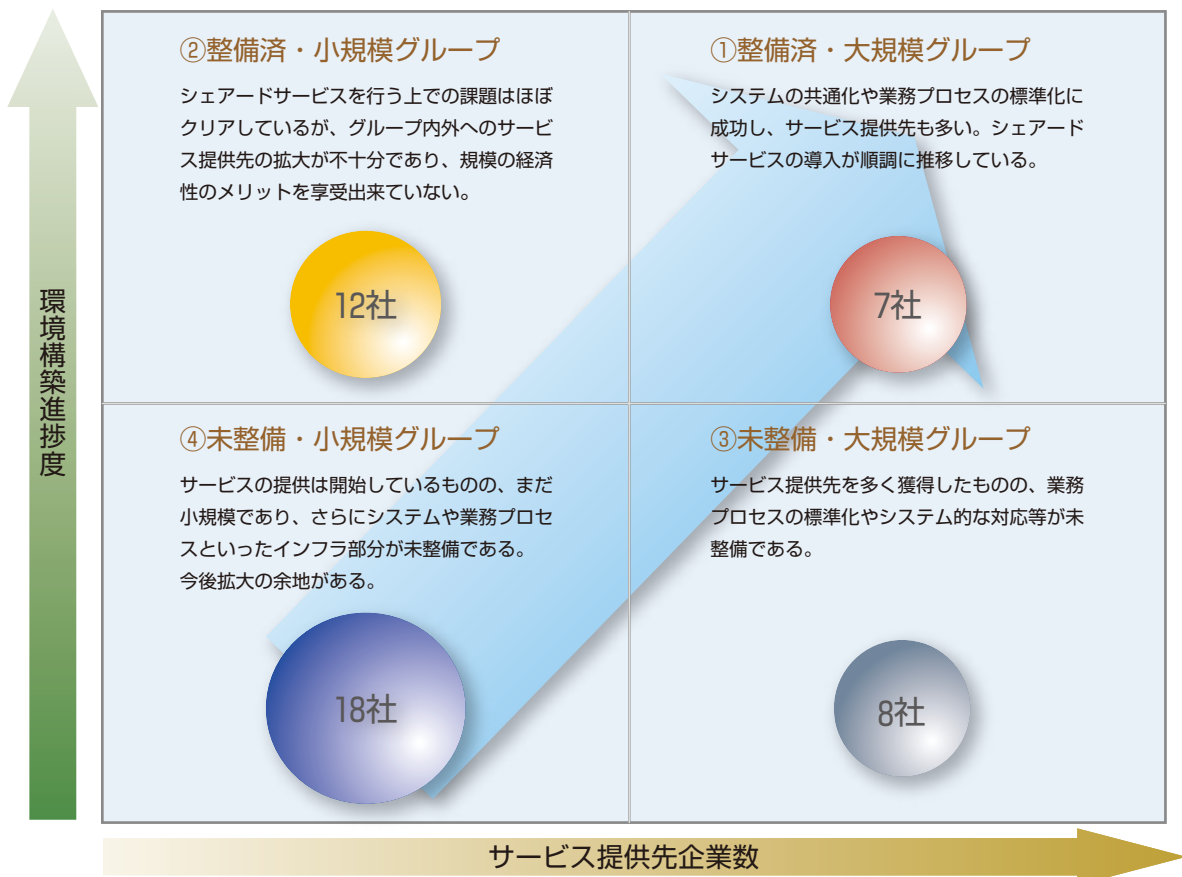 環境構築進捗度
②整備済・小規模グループ
シェアードサービスを行う上での課題はほぼ
クリアしているが、グループ内外へのサービ
ス提供先の拡大が不十分であり、規模の経済
性のメリットを享受出来ていない。
12社
①整備済・大規模グループ
システムの共通化や業務プロセスの標準化に
成功し、サービス提供先も多い。シェアード
サービスの導入が順調に推移している。
7社
④未整備・小規模グループ
サービスの提供は開始しているものの、まだ
小規模であり、さらにシステムや業務プロセ
スといったインフラ部分が未整備である。
今後拡大の余地がある。
18社
③未整備・大規模グループ
サービス提供先を多く獲得したものの、業務
プロセスの標準化やシステム的な対応等が未
整備である。
8社
サービス提供先企業数